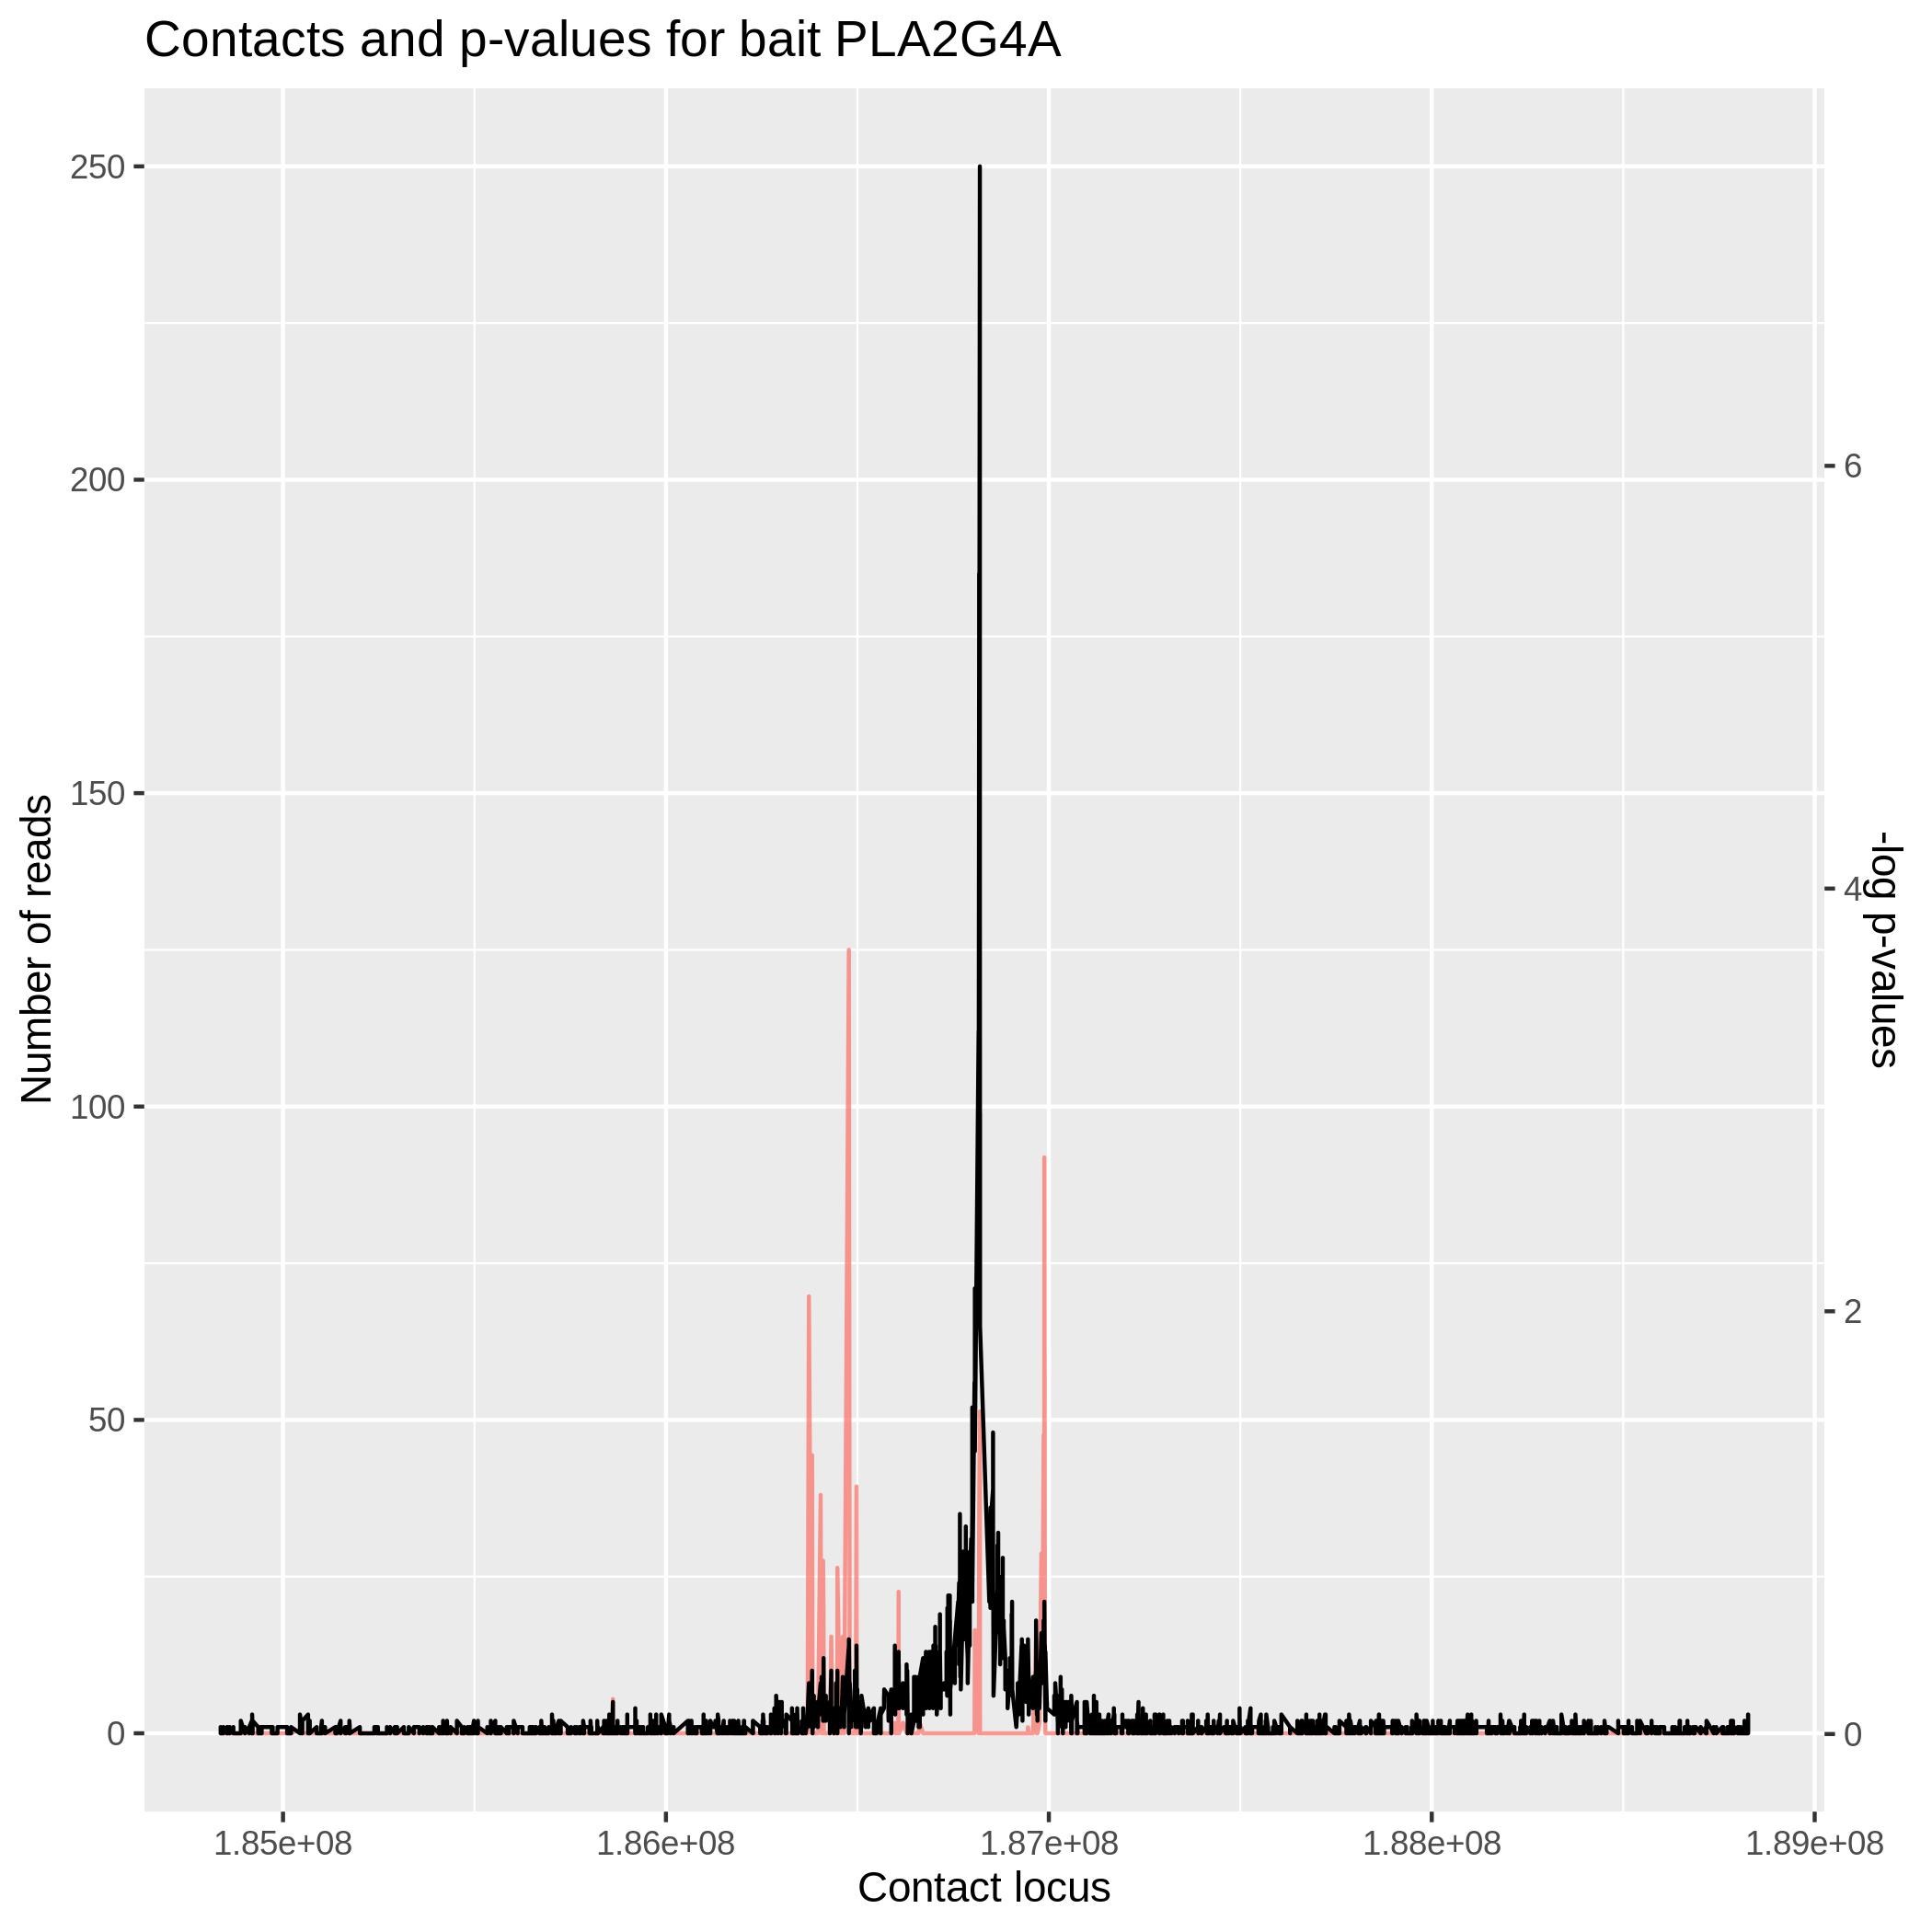 Contacts and p-values for bait PLA2G4A
250
200
150
100
50
0
Number of reads
6
4
2
0
-log p-values
1.85e+08
1.86e+08
1.87e+08
1.88e+08
1.89e+08
Contact locus